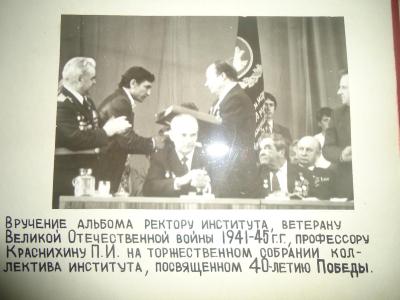 Вручение альбома ректору института, ветерану
Великой Отечественной войны 1941-45 г.г., профессору
Краснихину П.И. на торжественном собрании кол-
лектива института, посвященном 40-летию Победы.